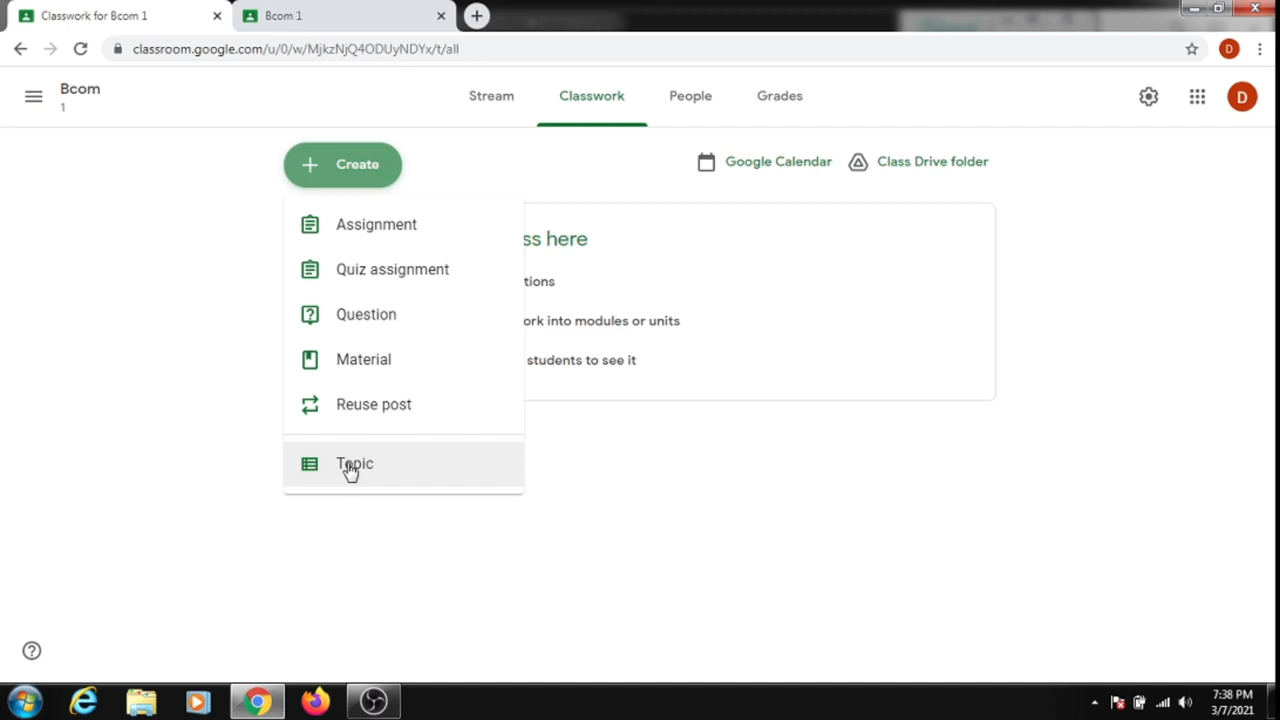 Classwork for Bcom 1
Bcom 1
classroom.google.com/u/0/w/MjkzNjQ4ODUyNDYx/t/all
D
Bcom
1
Stream
Classwork
People
Grades
D
Create
Google Calendar
Class Drive folder
Assignment
Quiz assignment
Question
Material
Reuse post
Topic
ss here
tions
ork into modules or units
students to see it
7:38 PM
3/7/2021